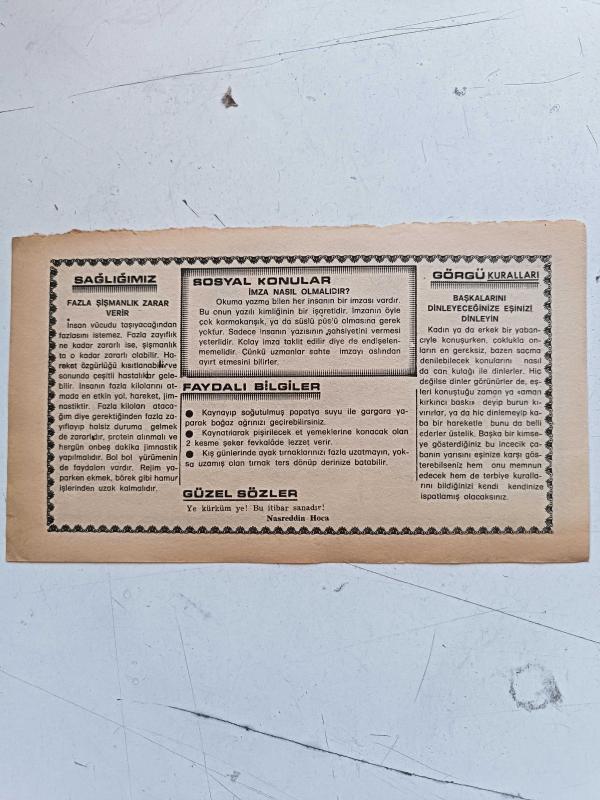 SAĞLIĞIMIZ
FAZLA ŞİŞMANLIK ZARAR
VERİR
İnsan vücudu taşıyacağından
fazlasını istemez. Fazla zayıflık
ne kadar zararlı ise, şişmanlık
ta o kadar zararlı olabilir. Ha-
reket özgürlüğü kısıtlanabilir ve
sonunda çeşitli hastalıklar gele-
bilir. İnsanın fazla kilolarını at-
mada en etkin yol, hareket, jim-
nastiktir. Fazla kiloları ataca-
ğım diye gerektiğinden fazla za-
yıflayıp halsiz duruma gelmek
de zararlıdır, protein alınmalı ve
hergün onbeş dakika jimnastik
yapılmalıdır. Bol bol yürümenin
de faydaları vardır. Rejim ya-
parken ekmek, börek gibi hamur
işlerinden uzak kalmalıdır.
SOSYAL KONULAR
İMZA NASIL OLMALIDIR?
Okuma yazmg bilen her insanın bir imzası vardır.
Bu onun yazılı kimliğinin bir işaretidir. İmzanın öyle
çok karmakarışık, ya da süslü püs'ü olmasına gerek
yoktur. Sadece insanın yazısının şahsiyetini vermesi
yeterlidir. Kolay imza taklit edilir diye de endişelen-
memelidir. Çünkü uzmanlar sahte imzayı aslından
ayırt etmesini bilirler.
FAYDALI BİLGİLER
● Kaynayıp soğutulmuş papatya suyu ile gargara ya-
parak boğaz ağrınızı geçirebilirsiniz.
● Kaynatılarak pişirilecek et yemeklerine konacak olan
2 kesme şeker fevkalâde lezzet verir.
● Kış günlerinde ayak tırnaklarınızı fazla uzatmayın, yok-
sa uzamış olan tırnak ters dönüp derinize batabilir.
GÜZEL SÖZLER
Ye kürküm ye! Bu itibar sanadır!
Nasreddin Hoca
GÖRGÜ KURALLARI
BAŞKALARINI
DİNLEYECEĞİNİZE EŞİNİZİ
DİNLEYİN
Kadın ya da erkek bir yaban-
cıyle konuşurken, çoklukla on-
ların en gereksiz, bazen saçma
denilebilecek konularını nasıl
da can kulağı ile dinlerler. Hiç
değilse dinler görünürler de, eş-
leri konuştuğu zaman ya «aman
kırkıncı baskı» deyip burun kı-
vırırlar, ya da hiç dinlemeyip ka-
ba bir hareketle bunu da belli
ederler üstelik. Başka bir kimse-
ye gösterdiğiniz bu incecik ca-
banın yarısını eşinize karşı gös-
terebilseniz hem onu memnun
edecek hem de terbiye kuralla-
rını bildiğinizi kendi kendinize
ispatlamış olacaksınız.